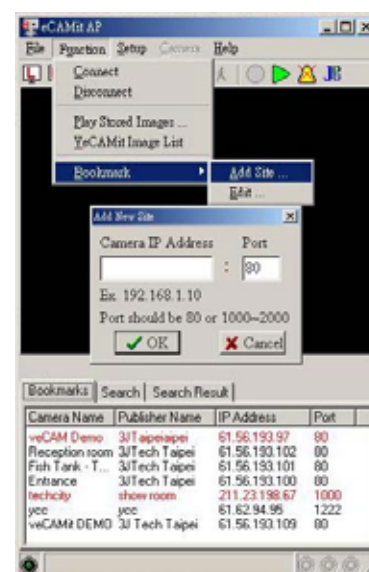 eCAMit AP
File Function Setup Camera Help
Connect
Disconnect
Play Stored Images ...
YeCAMit Image List
Bookmark Add Site ...
Edit ...
Add New Site
Camera IP Address Port
: 80
Ex. 192.168.1.10
Port should be 80 or 1000~2000
OK Cancel
Bookmarks Search Search Result
Camera Name Publisher Name IP Address Port
veCAM Demo 3JTaipeiapei 61.56.193.97 80
Reception room 3JTech Taipei 61.56.193.102 80
Fish Tank - T... 3JTech Taipei 61.56.193.101 80
Entrance 3JTech Taipei 61.56.193.100 80
techcity show room 211.23.198.67 1000
yee yee 61.62.94.95 1222
veCAMit DEMO 3J Tech Taipei 61.56.193.109 80